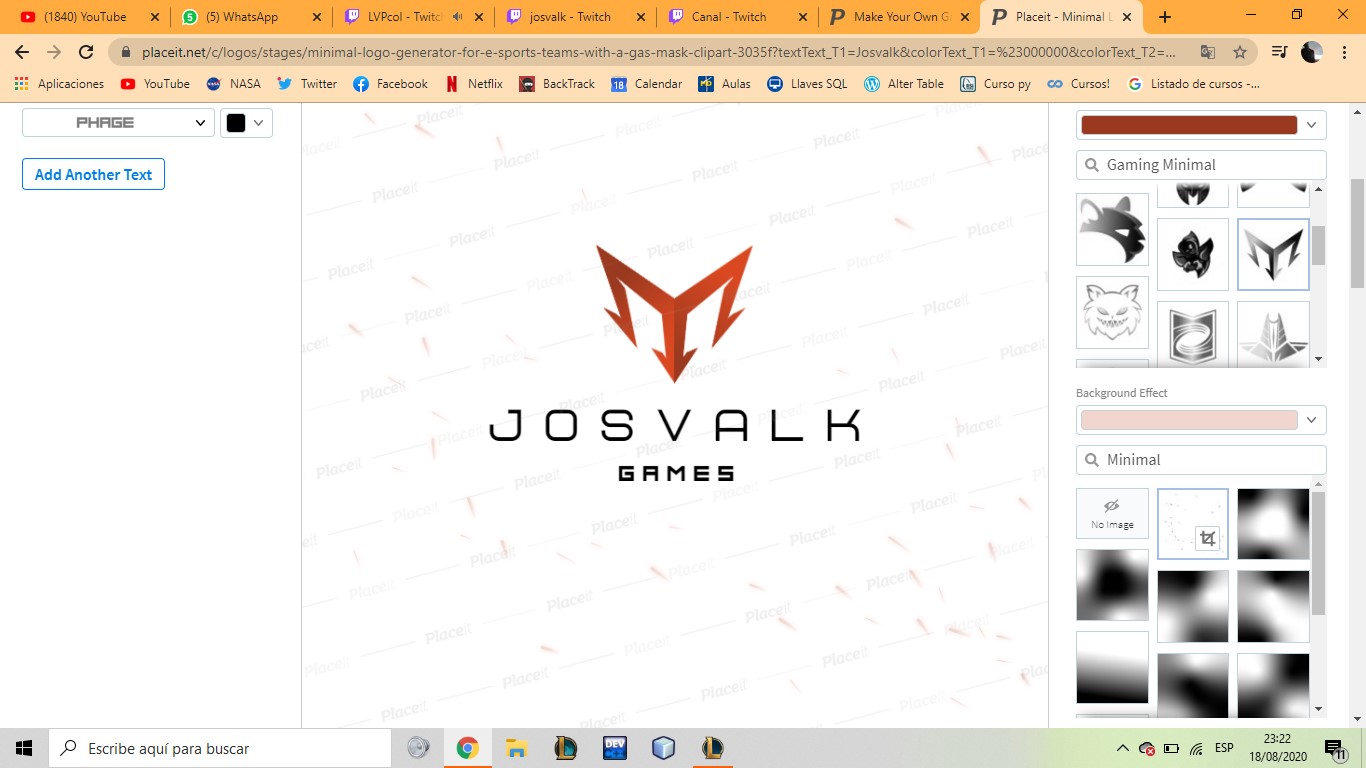 (1840) YouTube
(5) WhatsApp
LVPcol - Twitc
josvalk - Twitch
Canal - Twitch
Make Your Own G
Placeit - Minimal L
placeit.net/c/logos/stages/minimal-logo-generator-for-e-sports-teams-with-a-gas-mask-clipart-3035f?textText_T1=Josvalk&colorText_T1=%23000000&colorText_T2=...
Aplicaciones
YouTube
NASA
Twitter
Facebook
Netflix
BackTrack
Calendar
Aulas
Llaves SQL
Alter Table
Curso py
Cursos!
Listado de cursos -...
PHAGE
Add Another Text
Placeit
JOSVALK
GAMES
Gaming Minimal
Background Effect
Minimal
No Image
Escribe aquí para buscar
DEV
ESP
23:22
18/08/2020
11